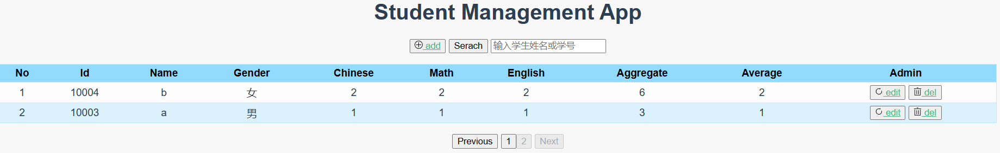 Student Management App
add Serach 输入学生姓名或学号
No Id Name Gender Chinese Math English Aggregate Average Admin
1 10004 b 女 2 2 2 6 2 edit del
2 10003 a 男 1 1 1 3 1 edit del
Previous 1 2 Next